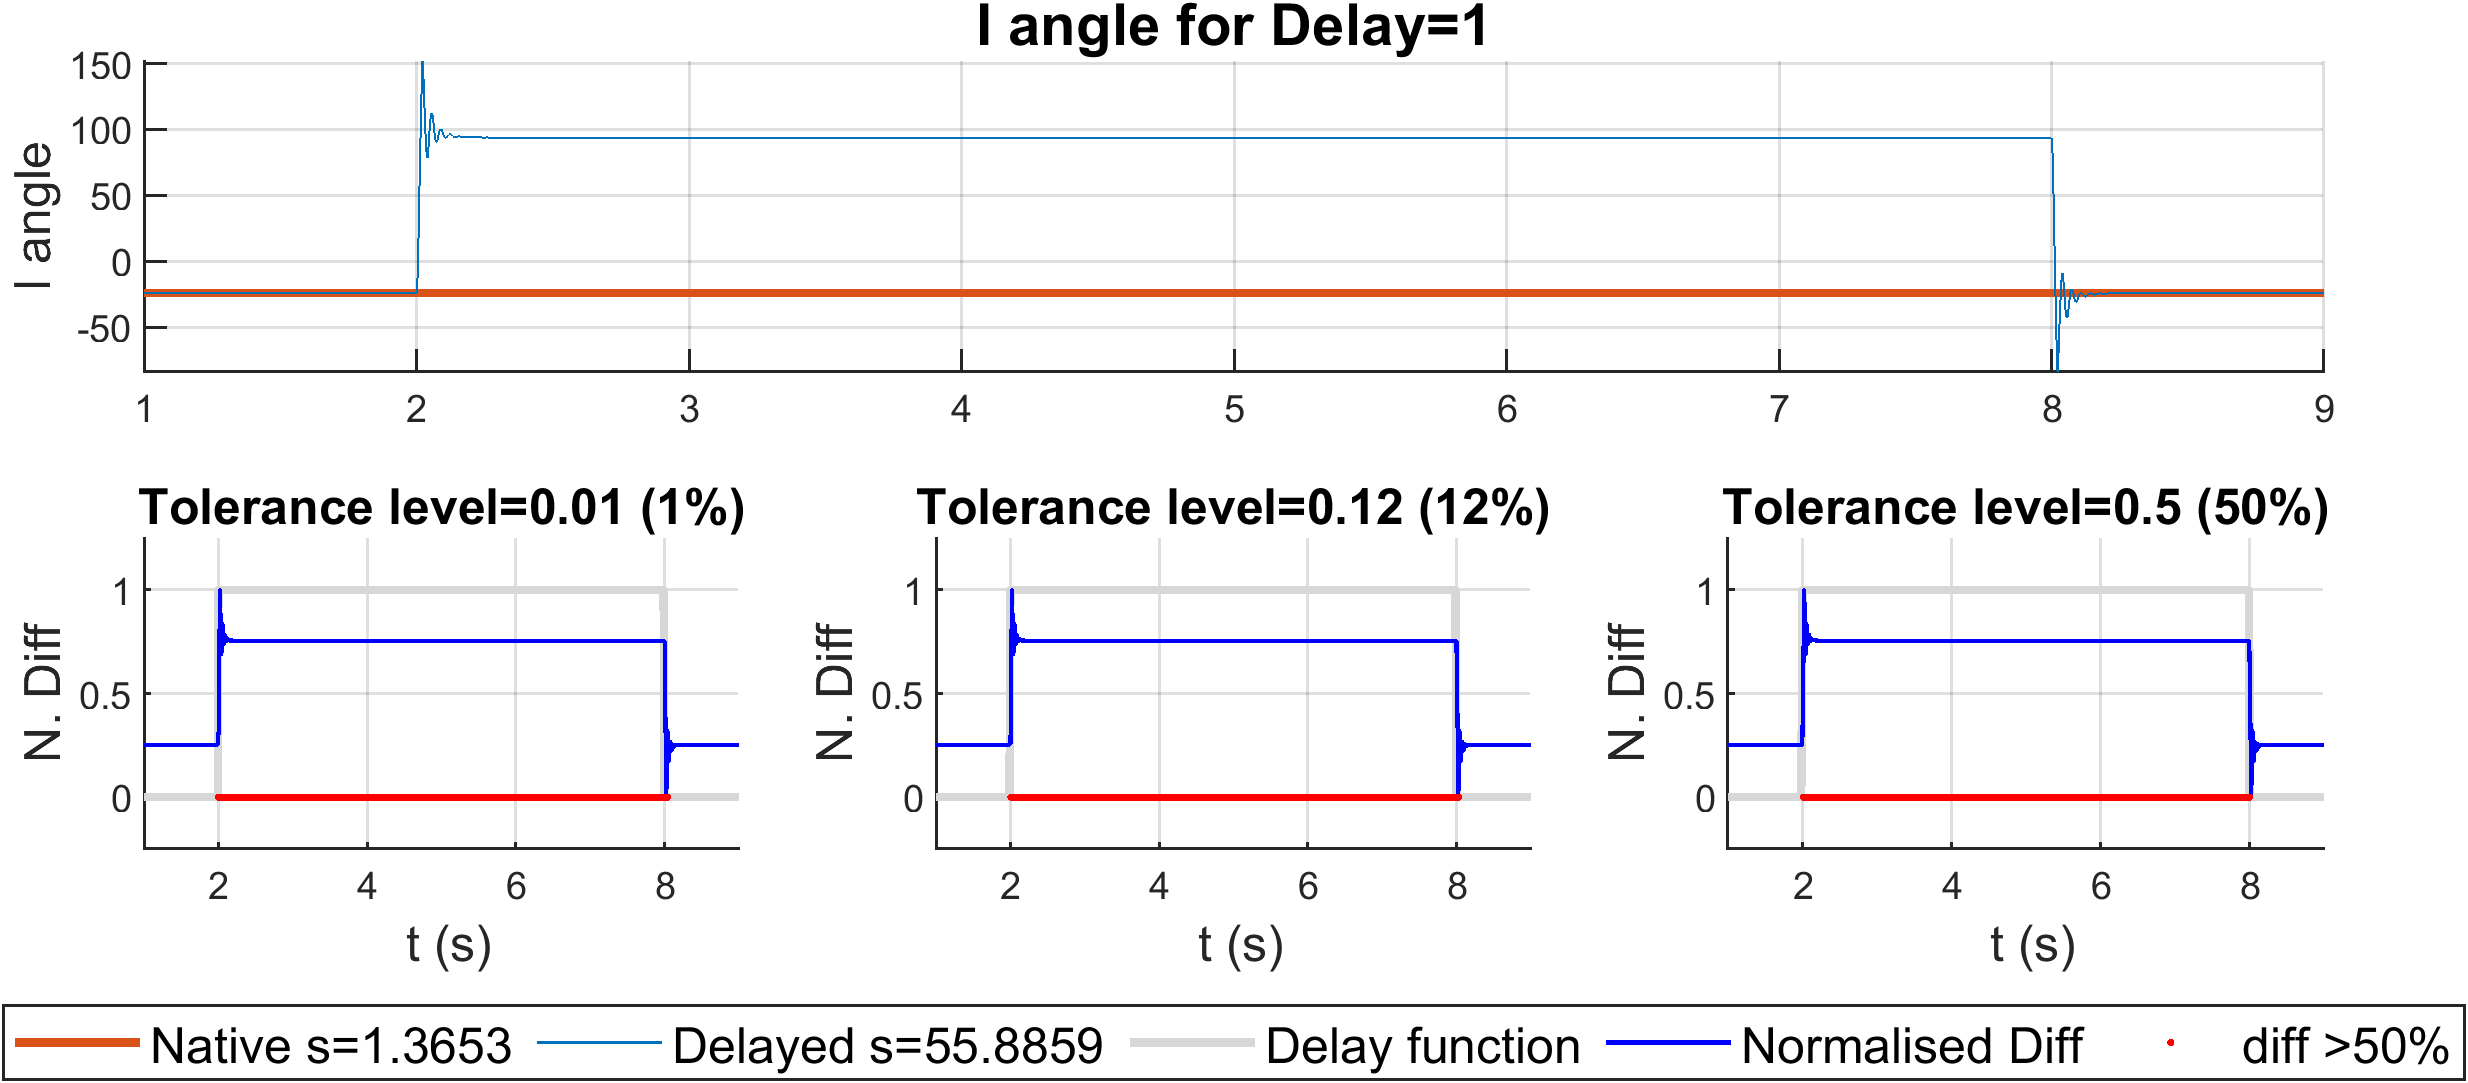 I angle for Delay=1
I angle
150
100
50
0
-50
1 2 3 4 5 6 7 8 9
Tolerance level=0.01 (1%)
N. Diff
1
0.5
0
2 4 6 8
t (s)
Tolerance level=0.12 (12%)
N. Diff
1
0.5
0
2 4 6 8
t (s)
Tolerance level=0.5 (50%)
N. Diff
1
0.5
0
2 4 6 8
t (s)
Native s=1.3653 Delayed s=55.8859 Delay function Normalised Diff diff >50%